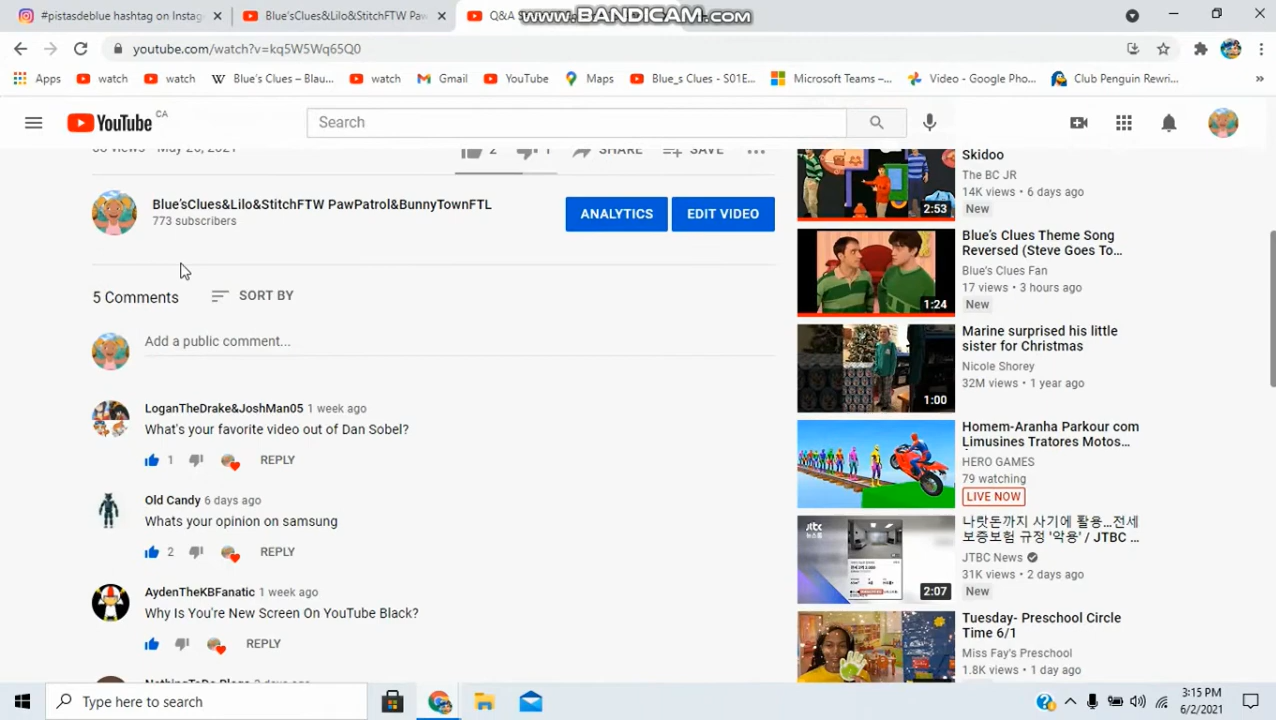 #pistasdeblue hashtag on Instag
Blue'sClues&Lilo&StitchFTW Paw
Q&A S
www.BANDICAM.com
youtube.com/watch?v=kq5W5Wq65Q0
Apps
watch
watch
Blue's Clues – Blau...
watch
Gmail
YouTube
Maps
Blue_s Clues - S01E...
Microsoft Teams –...
Video - Google Pho...
Club Penguin Rewri...
»
YouTube CA
Search
views • May 26, 2021
2
1
SHARE
SAVE
Blue'sClues&Lilo&StitchFTW PawPatrol&BunnyTownFTL
773 subscribers
ANALYTICS
EDIT VIDEO
5 Comments
SORT BY
Add a public comment...
LoganTheDrake&JoshMan05 1 week ago
What's your favorite video out of Dan Sobel?
1
REPLY
Old Candy 6 days ago
Whats your opinion on samsung
2
REPLY
AydenTheKBFanatic 1 week ago
Why Is You're New Screen On YouTube Black?
REPLY
Skidoo
The BC JR
14K views • 6 days ago
New
2:53
Blue's Clues Theme Song
Reversed (Steve Goes To...
Blue's Clues Fan
17 views • 3 hours ago
New
1:24
Marine surprised his little
sister for Christmas
Nicole Shorey
32M views • 1 year ago
1:00
Homem-Aranha Parkour com
Limusines Tratores Motos...
HERO GAMES
79 watching
LIVE NOW
나랏돈까지 사기에 활용…전세
보증보험 규정 '악용' / JTBC ...
JTBC News
31K views • 2 days ago
New
jtbc
뉴스룸
2:07
Tuesday- Preschool Circle
Time 6/1
Miss Fay's Preschool
1.8K views • 1 day ago
Type here to search
3:15 PM
6/2/2021